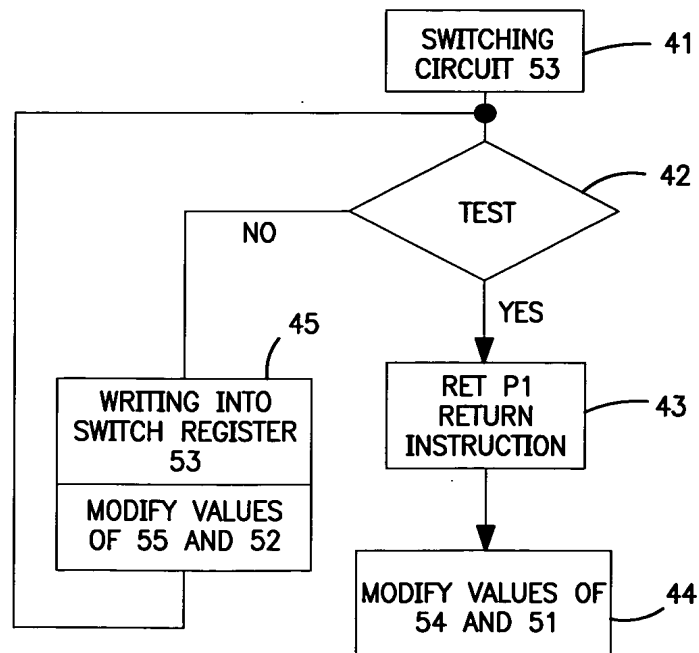 SWITCHING
CIRCUIT 53
41
42
TEST
NO
YES
45
WRITING INTO
SWITCH REGISTER
53
MODIFY VALUES
OF 55 AND 52
RET P1
RETURN
INSTRUCTION
43
MODIFY VALUES OF
54 AND 51
44